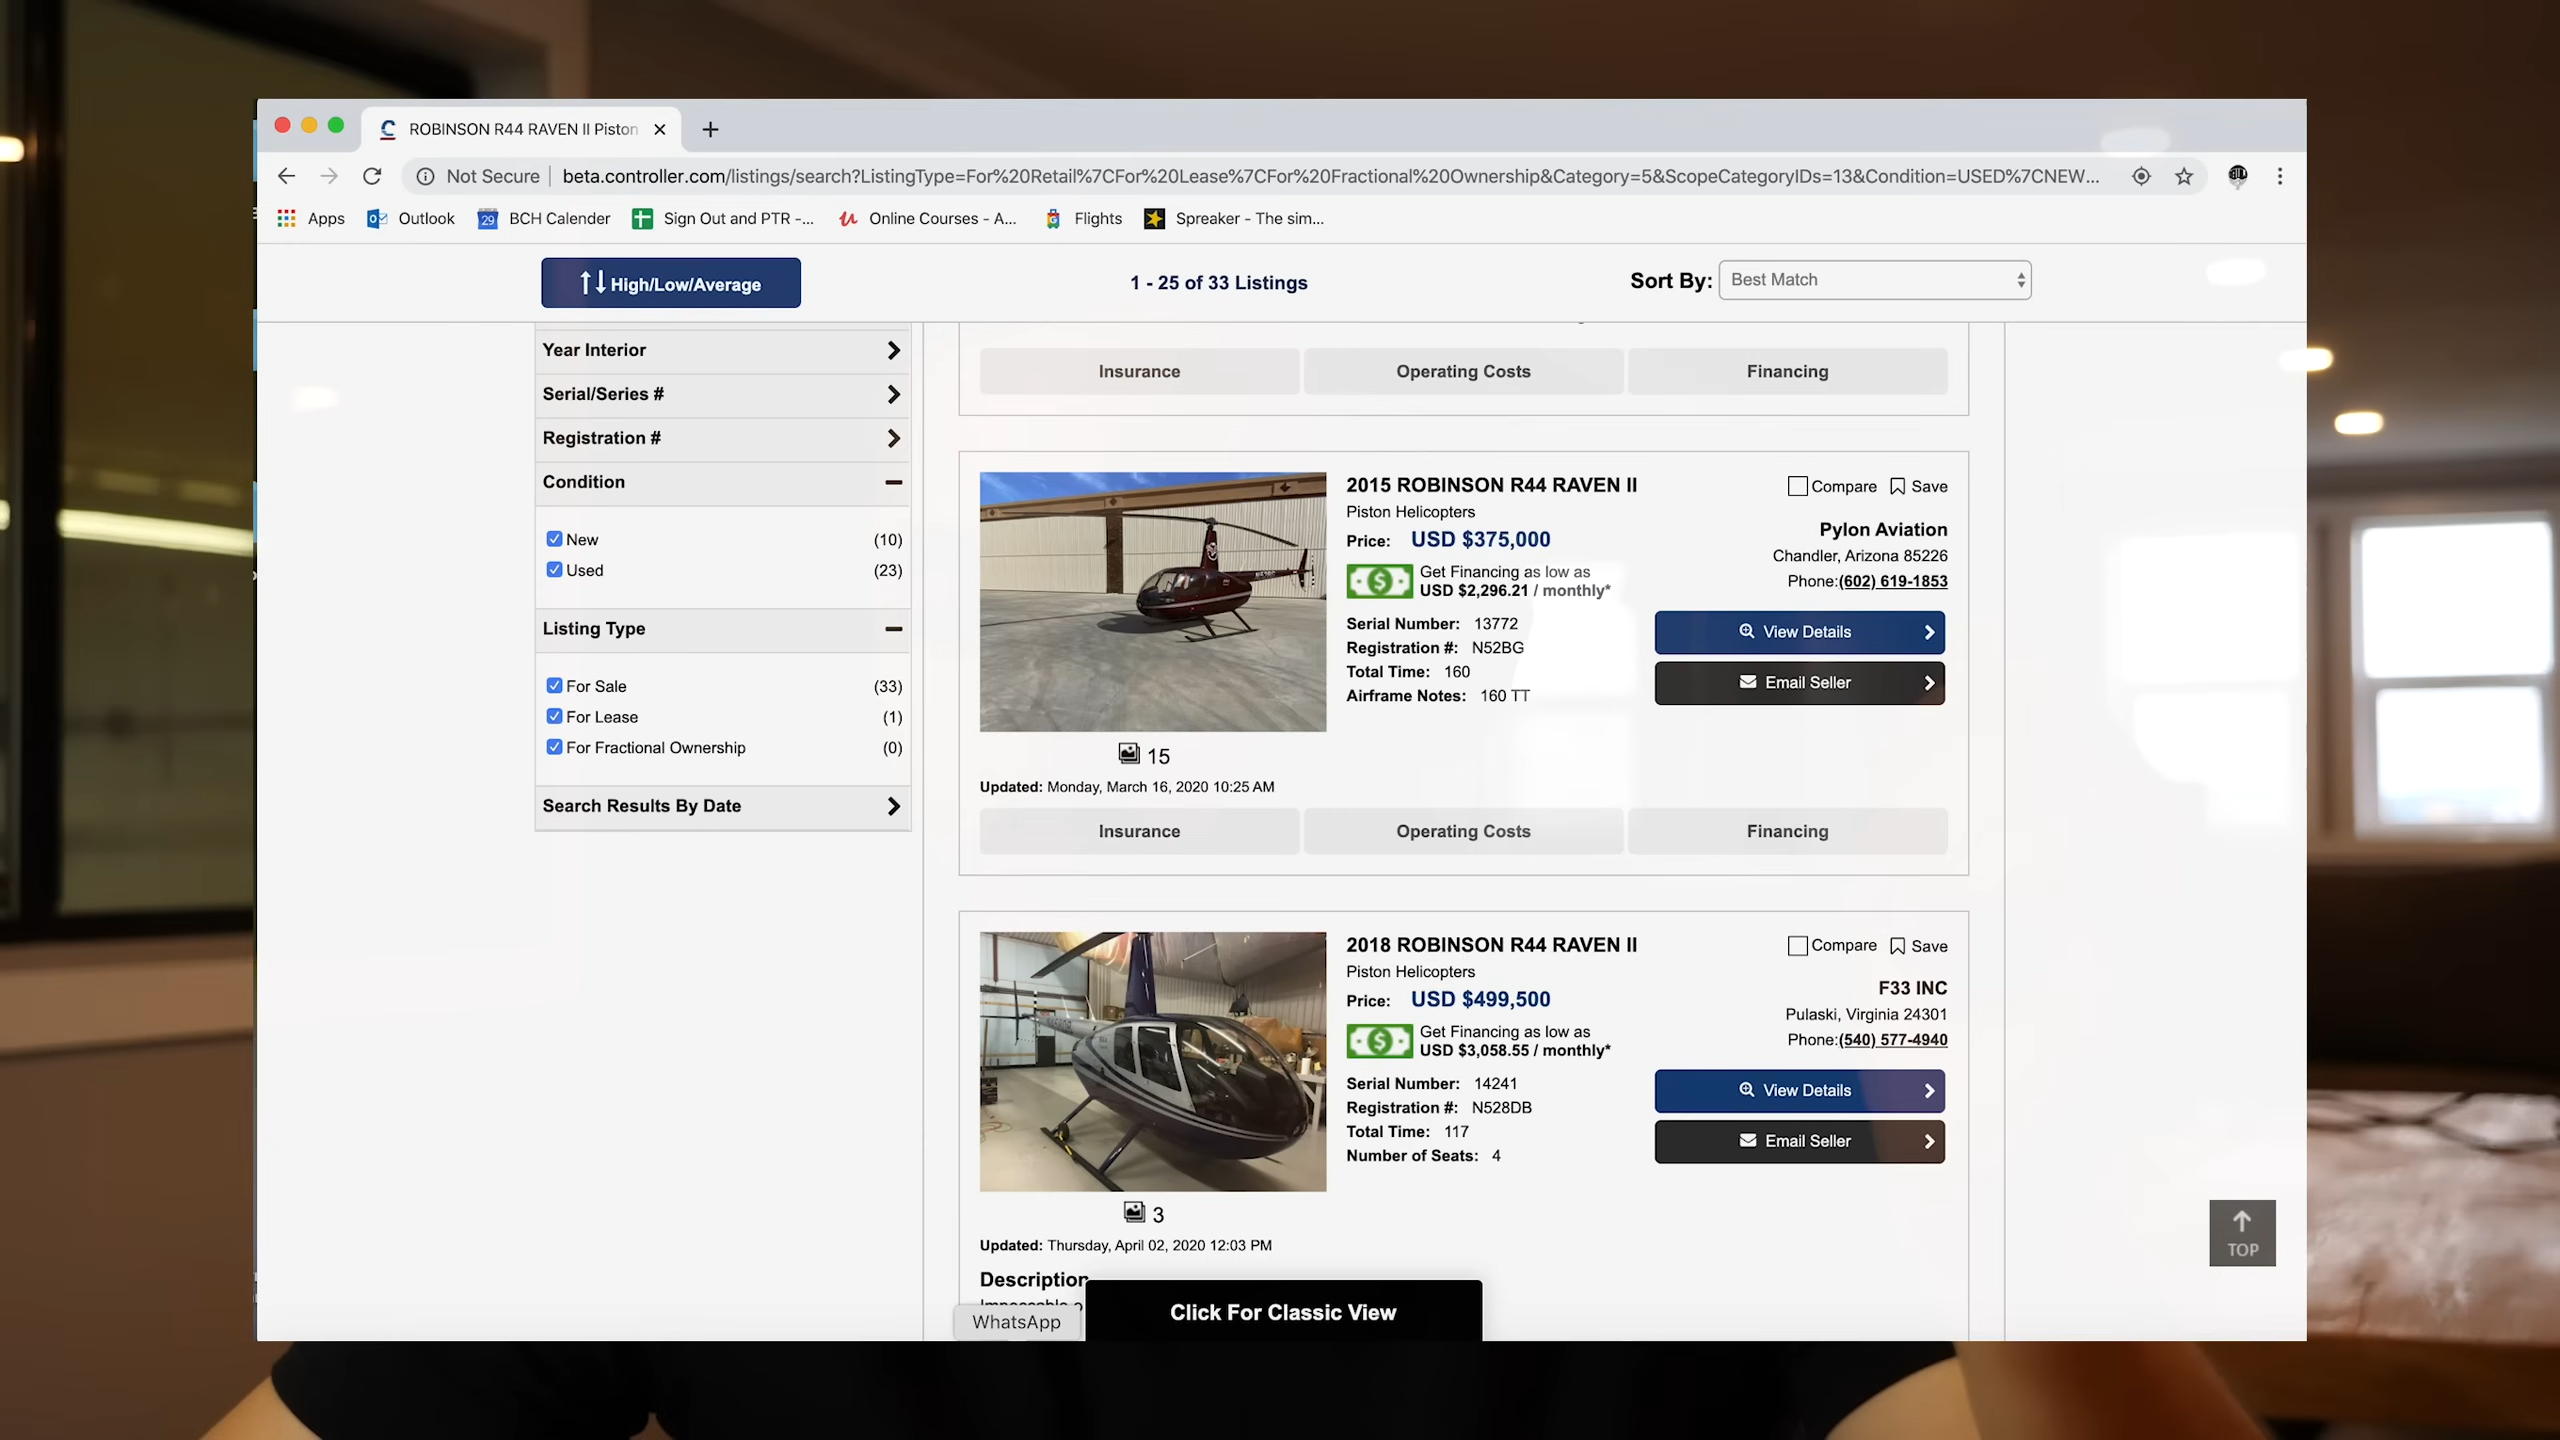 ROBINSON R44 RAVEN II Piston
Not Secure
beta.controller.com/listings/search?ListingType=For%20Retail%7CFor%20Lease%7CFor%20Fractional%20Ownership&Category=5&ScopeCategoryIDs=13&Condition=USED%7CNEW...
Apps
Outlook
29
BCH Calender
Sign Out and PTR -...
Online Courses - A...
Flights
Spreaker - The sim...
High/Low/Average
1 - 25 of 33 Listings
Sort By: Best Match
Year Interior
Serial/Series #
Registration #
Condition
New (10)
Used (23)
Listing Type
For Sale (33)
For Lease (1)
For Fractional Ownership (0)
Search Results By Date
Insurance
Operating Costs
Financing
2015 ROBINSON R44 RAVEN II
Piston Helicopters
Price: USD $375,000
Get Financing as low as
USD $2,296.21 / monthly*
Serial Number: 13772
Registration #: N52BG
Total Time: 160
Airframe Notes: 160 TT
Compare
Save
Pylon Aviation
Chandler, Arizona 85226
Phone:(602) 619-1853
View Details
Email Seller
15
Updated: Monday, March 16, 2020 10:25 AM
Insurance
Operating Costs
Financing
2018 ROBINSON R44 RAVEN II
Piston Helicopters
Price: USD $499,500
Get Financing as low as
USD $3,058.55 / monthly*
Serial Number: 14241
Registration #: N528DB
Total Time: 117
Number of Seats: 4
Compare
Save
F33 INC
Pulaski, Virginia 24301
Phone:(540) 577-4940
View Details
Email Seller
3
Updated: Thursday, April 02, 2020 12:03 PM
Description
WhatsApp
Click For Classic View
TOP